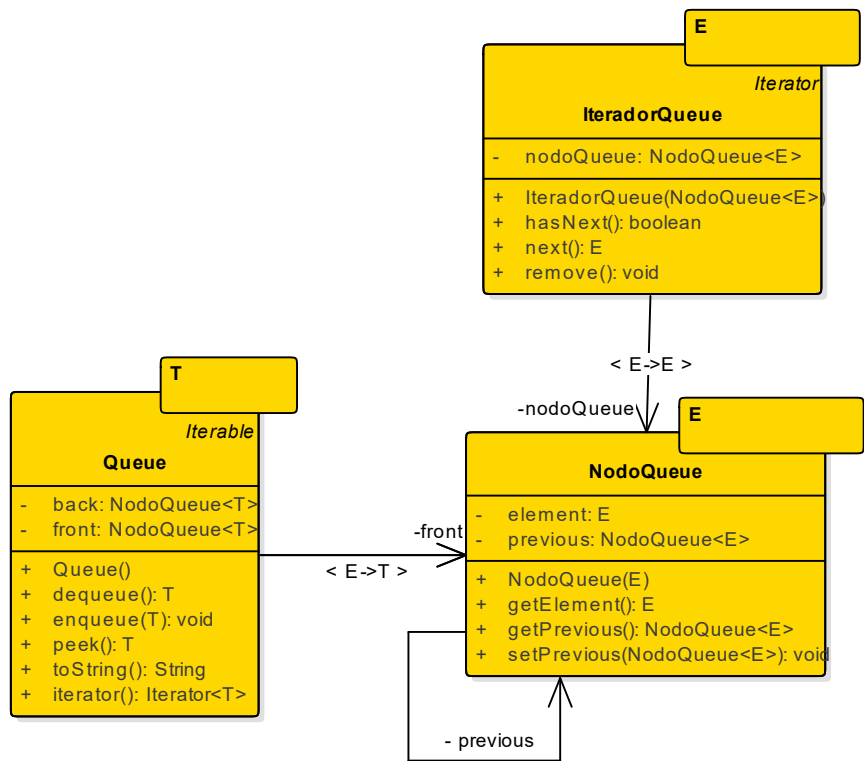 E
Iterator
IteradorQueue
- nodoQueue: NodoQueue<E>
+ IteradorQueue(NodoQueue<E>)
+ hasNext(): boolean
+ next(): E
+ remove(): void
< E->E >
-nodoQueue
T
Iterable
Queue
- back: NodoQueue<T>
- front: NodoQueue<T>
+ Queue()
+ dequeue(): T
+ enqueue(T): void
+ peek(): T
+ toString(): String
+ iterator(): Iterator<T>
-front
< E->T >
E
NodoQueue
- element: E
- previous: NodoQueue<E>
+ NodoQueue(E)
+ getElement(): E
+ getPrevious(): NodoQueue<E>
+ setPrevious(NodoQueue<E>): void
- previous